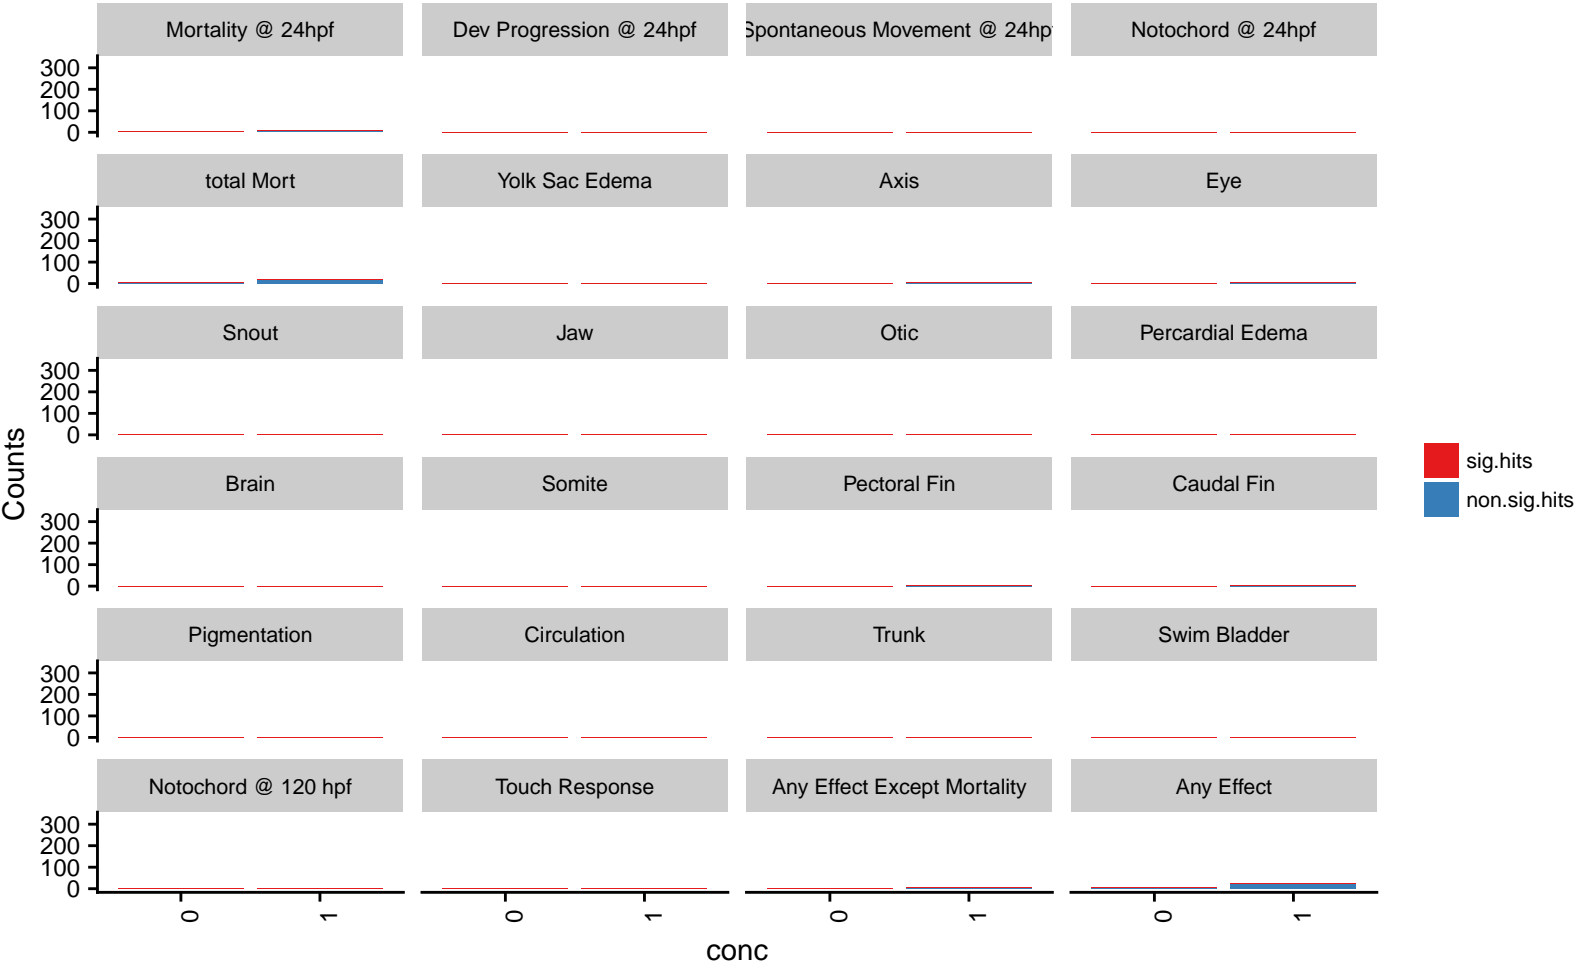 Mortality @ 24hpf
Dev Progression @ 24hpf
Spontaneous Movement @ 24hpf
Notochord @ 24hpf
300
200
100
0
total Mort
Yolk Sac Edema
Axis
Eye
300
200
100
0
Snout
Jaw
Otic
Percardial Edema
300
200
100
0
Brain
Somite
Pectoral Fin
Caudal Fin
300
200
100
0
Pigmentation
Circulation
Trunk
Swim Bladder
300
200
100
0
Notochord @ 120 hpf
Touch Response
Any Effect Except Mortality
Any Effect
300
200
100
0
0
1
0
1
0
1
0
1
conc
Counts
sig.hits
non.sig.hits